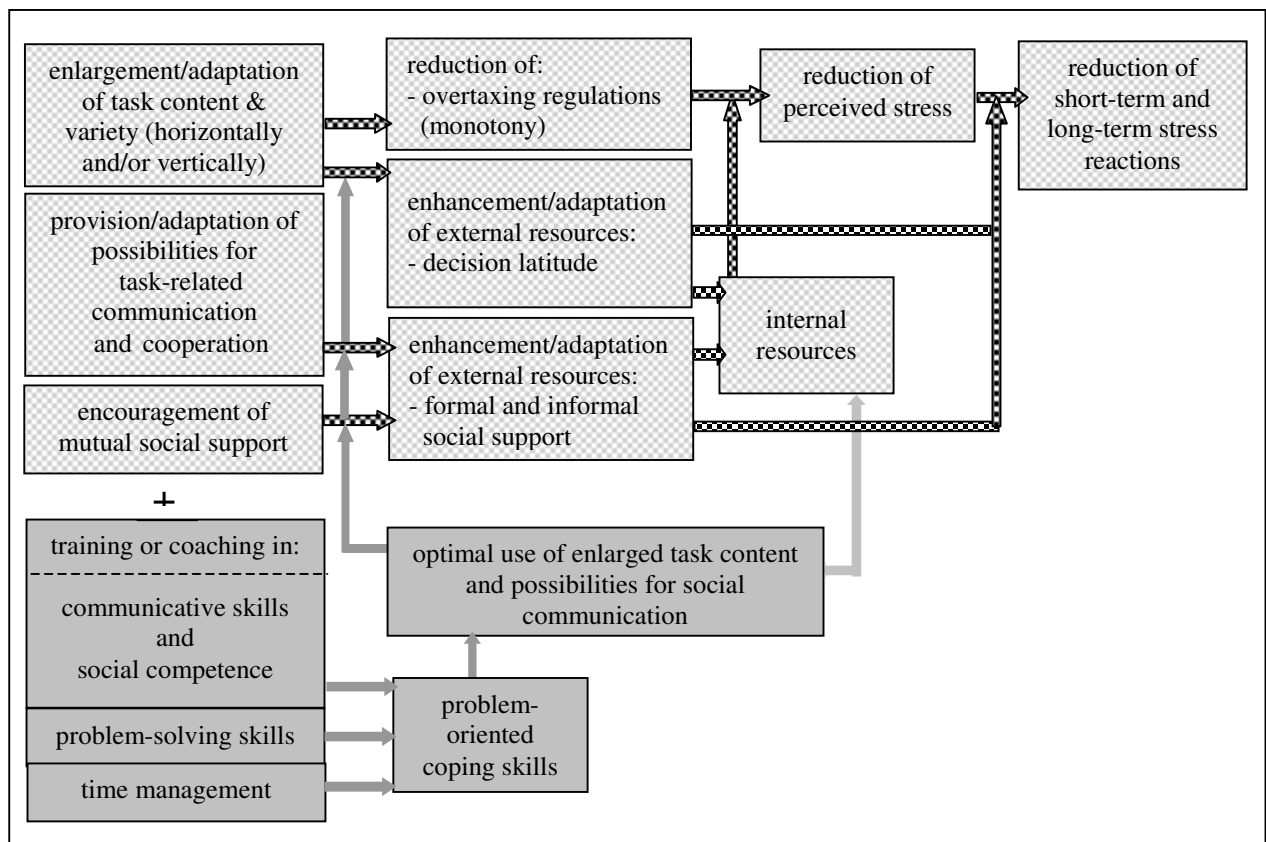 enlargement/adaptation
of task content &
variety (horizontally
and/or vertically)
reduction of:
- overtaxing regulations
(monotony)
reduction of
perceived stress
reduction of
short-term and
long-term stress
reactions
provision/adaptation of
possibilities for
task-related
communication
and cooperation
enhancement/adaptation
of external resources:
- decision latitude
internal
resources
encouragement of
mutual social support
enhancement/adaptation
of external resources:
- formal and informal
social support
+
training or coaching in:
communicative skills
and
social competence
problem-solving skills
time management
optimal use of enlarged task content
and possibilities for social
communication
problem-
oriented
coping skills